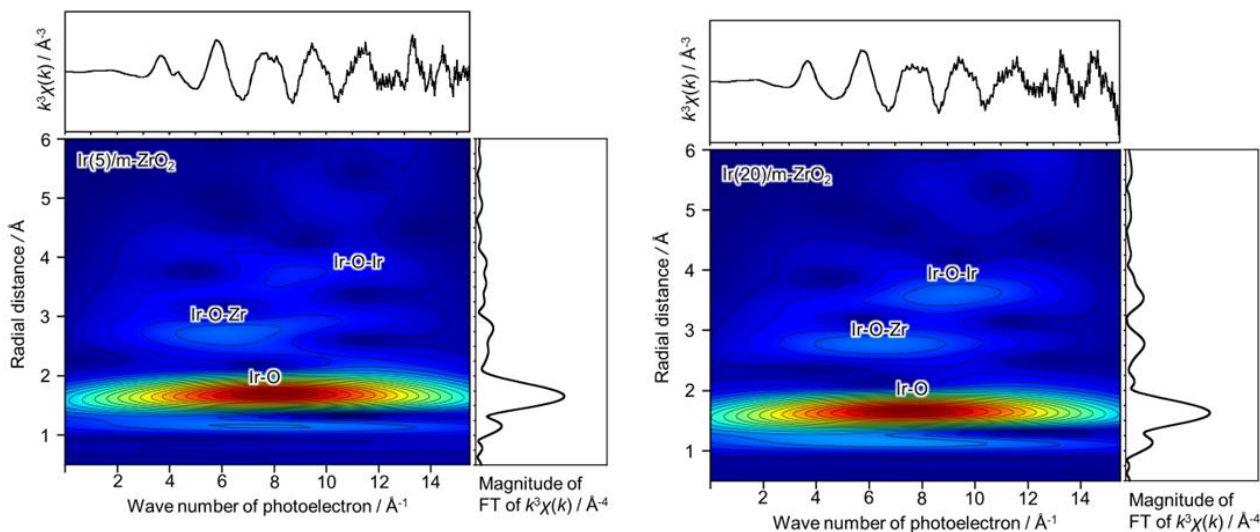 k³χ(k) / Å⁻³
6
5
4
3
2
1
Radial distance / Å
Ir(5)/m-ZrO₂
Ir-O-Ir
Ir-O-Zr
Ir-O
2 4 6 8 10 12 14
Wave number of photoelectron / Å⁻¹
Magnitude of
FT of k³χ(k) / Å⁻⁴
k³χ(k) / Å⁻³
6
5
4
3
2
1
Radial distance / Å
Ir(20)/m-ZrO₂
Ir-O-Ir
Ir-O-Zr
Ir-O
2 4 6 8 10 12 14
Wave number of photoelectron / Å⁻¹
Magnitude of
FT of k³χ(k) / Å⁻⁴